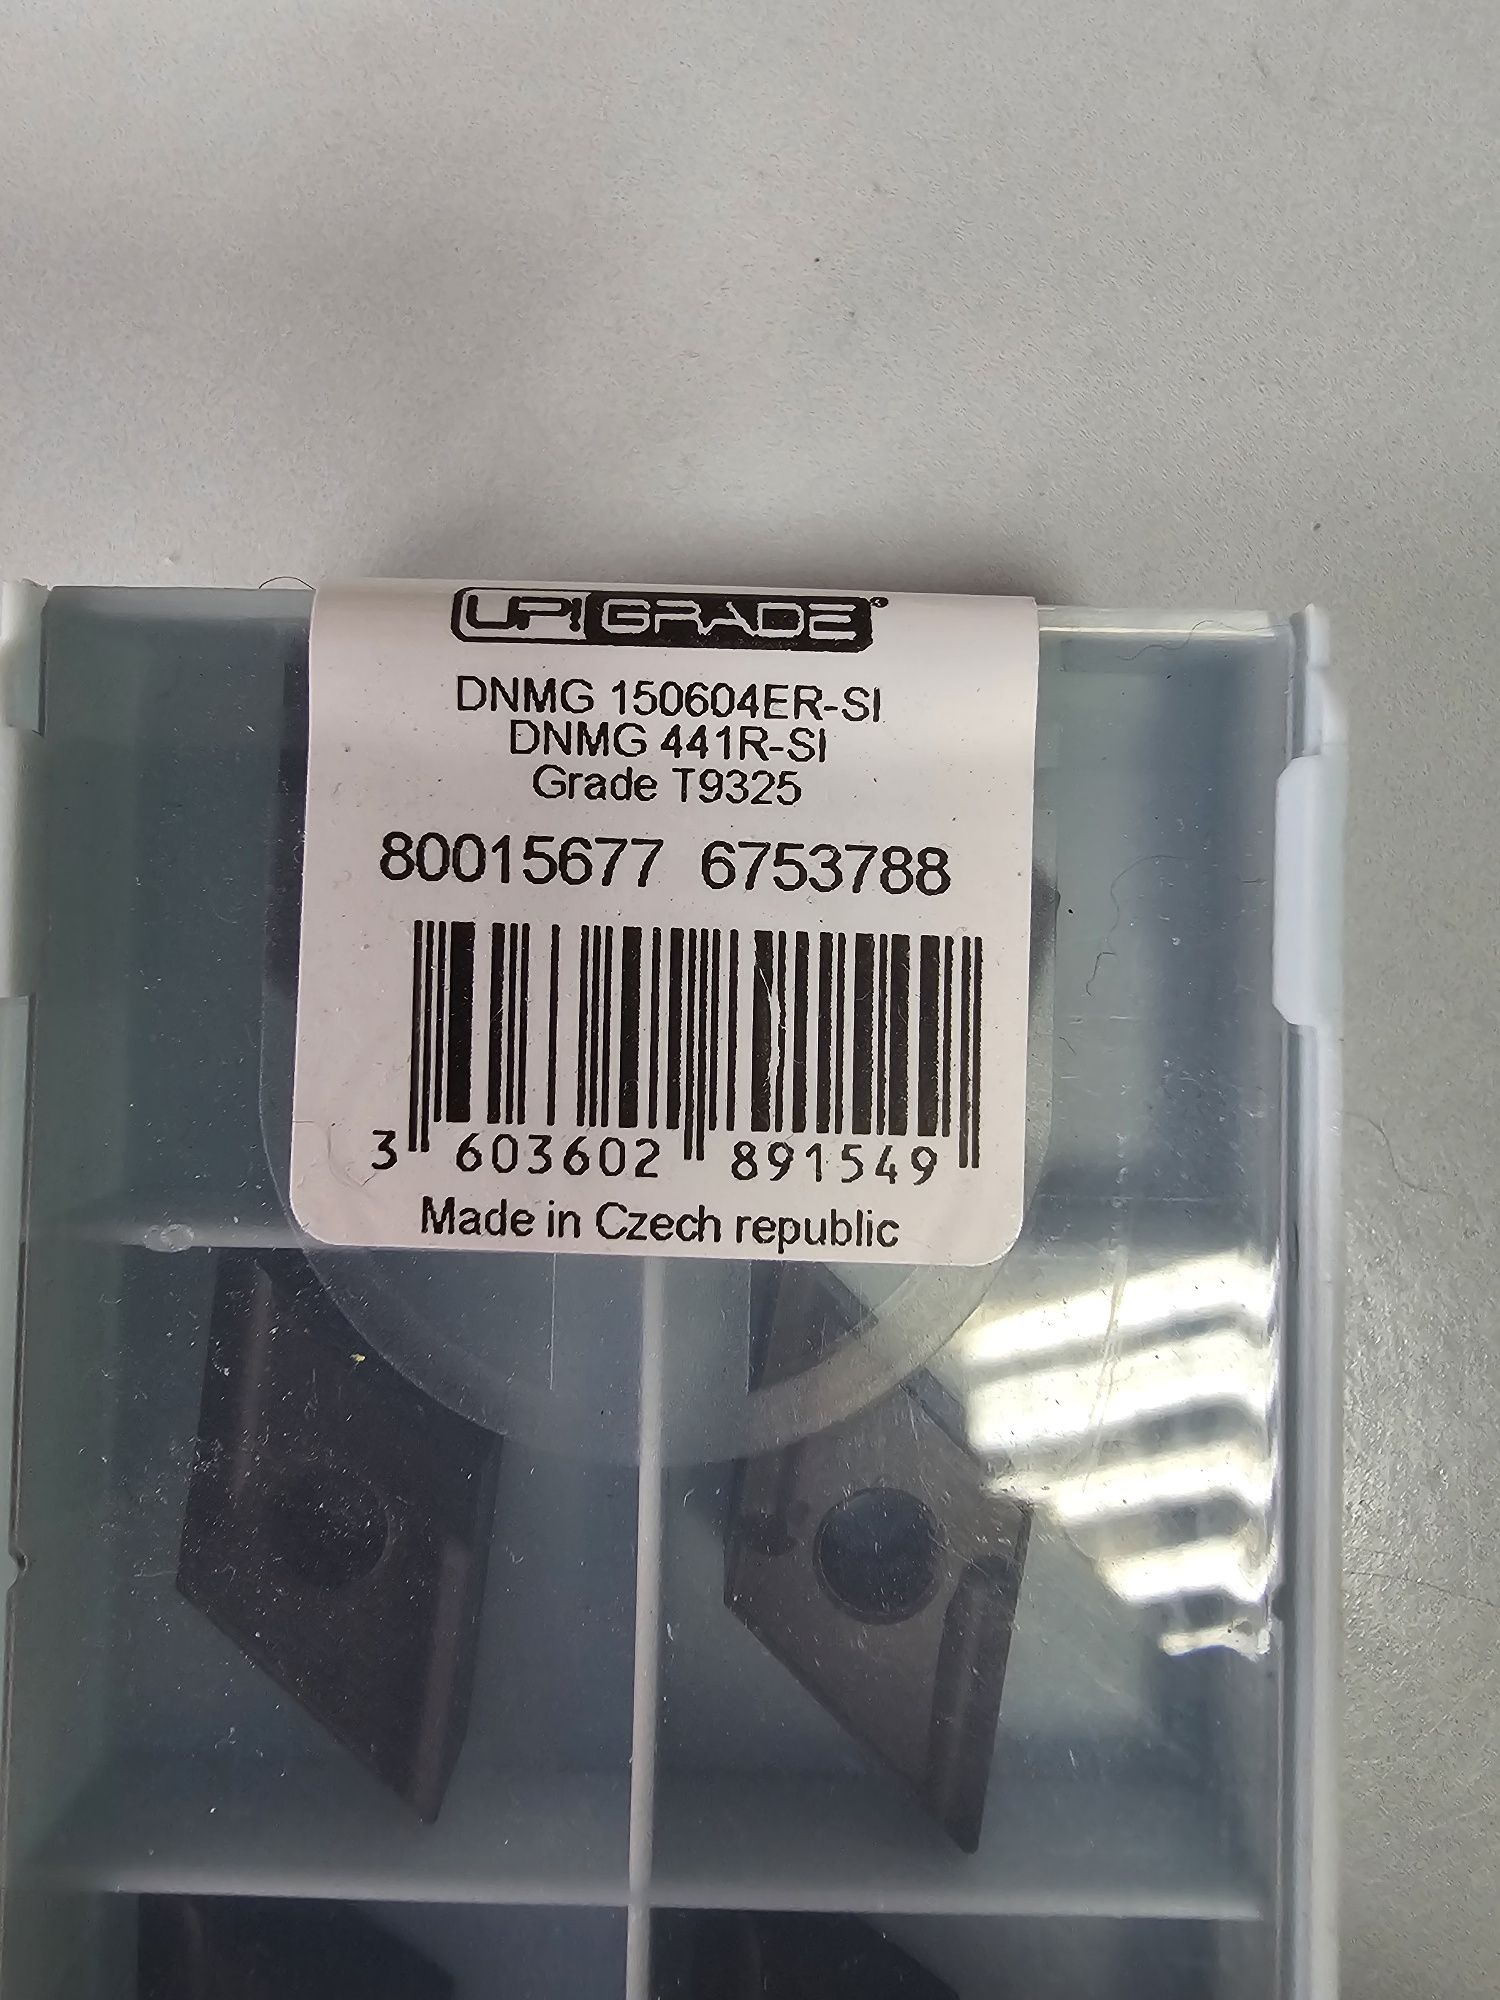 UP!GRADE®
DNMG 150604ER-SI
DNMG 441R-SI
Grade T9325
80015677 6753788
3 603602 891549
Made in Czech republic